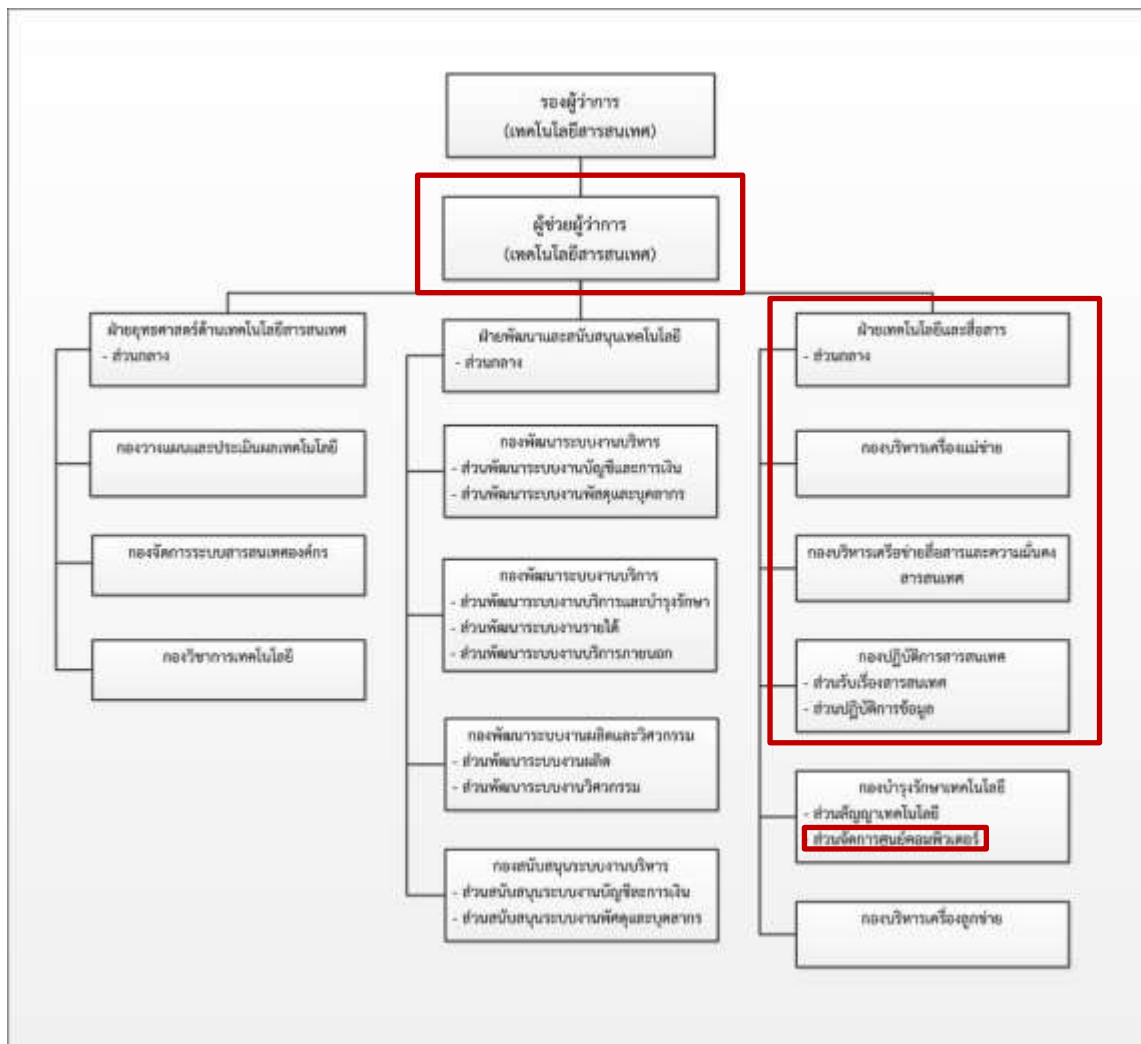 รองผู้ว่าการ
(เทคโนโลยีสารสนเทศ)
ผู้ช่วยผู้ว่าการ
(เทคโนโลยีสารสนเทศ)
ฝ่ายยุทธศาสตร์ด้านเทคโนโลยีสารสนเทศ
- ส่วนกลาง
กองวางแผนและประเมินผลเทคโนโลยี
กองจัดการระบบสารสนเทศองค์กร
กองวิชาการเทคโนโลยี
ฝ่ายพัฒนาและสนับสนุนเทคโนโลยี
- ส่วนกลาง
กองพัฒนาระบบงานบริหาร
- ส่วนพัฒนาระบบงานบัญชีและการเงิน
- ส่วนพัฒนาระบบงานพัสดุและบุคลากร
กองพัฒนาระบบงานบริการ
- ส่วนพัฒนาระบบงานบริการและบำรุงรักษา
- ส่วนพัฒนาระบบงานรายได้
- ส่วนพัฒนาระบบงานบริการภายนอก
กองพัฒนาระบบงานผลิตและวิศวกรรม
- ส่วนพัฒนาระบบงานผลิต
- ส่วนพัฒนาระบบงานวิศวกรรม
กองสนับสนุนระบบงานบริหาร
- ส่วนสนับสนุนระบบงานบัญชีละการเงิน
- ส่วนสนับสนุนระบบงานพัศดุและบุคลากร
ฝ่ายเทคโนโลยีและสื่อสาร
- ส่วนกลาง
กองบริหารเครื่องแม่ข่าย
กองบริหารเครือข่ายสื่อสารและความมั่นคง
สารสนเทศ
กองปฏิบัติการสารสนเทศ
- ส่วนรับเรื่องสารสนเทศ
- ส่วนปฏิบัติการข้อมูล
กองบำรุงรักษาเทคโนโลยี
- ส่วนสัญญาเทคโนโลยี
- ส่วนจัดการศูนย์คอมพิวเตอร์
กองบริหารเครื่องลูกข่าย